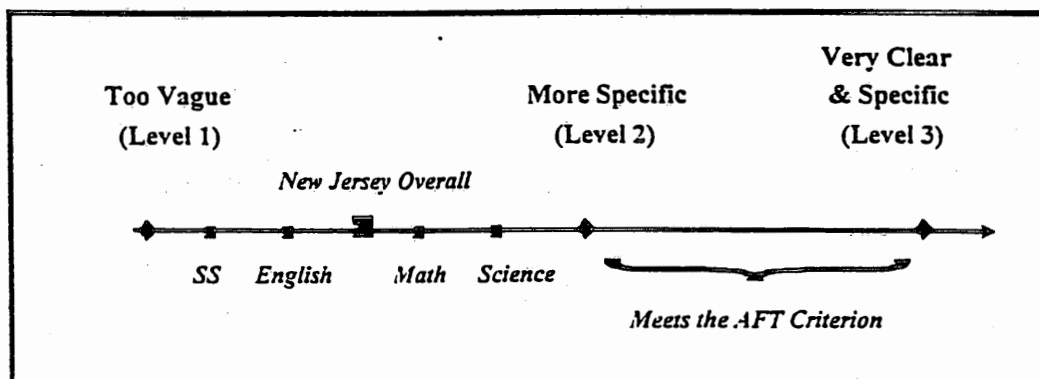 Very Clear
Too Vague More Specific & Specific
(Level 1) (Level 2) (Level 3)
New Jersey Overall
SS English Math Science
Meets the AFT Criterion